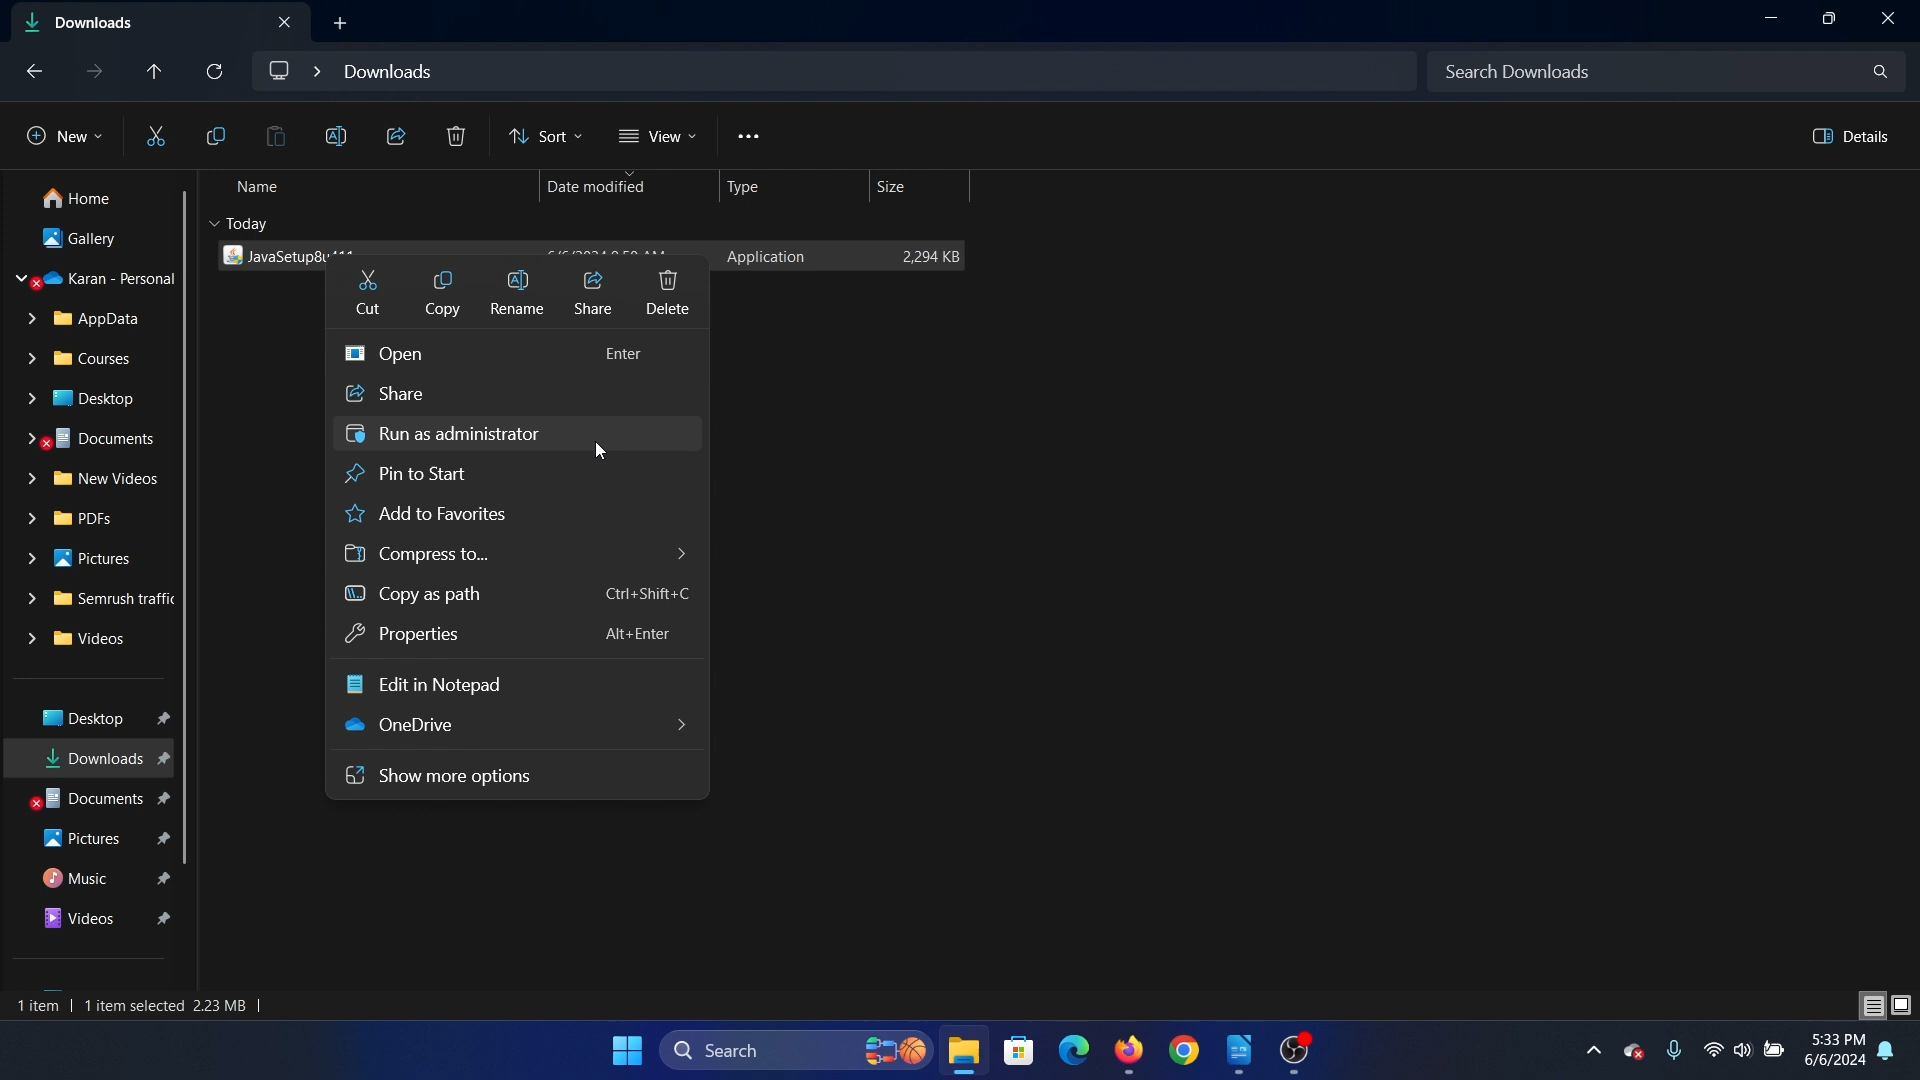 Downloads
Downloads
Search Downloads
New
Sort
View
Details
Name Date modified Type Size
Today
JavaSetup8u411 Application 2,294 KB
Home
Gallery
Karan - Personal
AppData
Courses
Desktop
Documents
New Videos
PDFs
Pictures
Semrush traffic
Videos
Desktop
Downloads
Documents
Pictures
Music
Videos
Cut Copy Rename Share Delete
Open Enter
Share
Run as administrator
Pin to Start
Add to Favorites
Compress to...
Copy as path Ctrl+Shift+C
Properties Alt+Enter
Edit in Notepad
OneDrive
Show more options
1 item 1 item selected 2.23 MB
Search
5:33 PM
6/6/2024